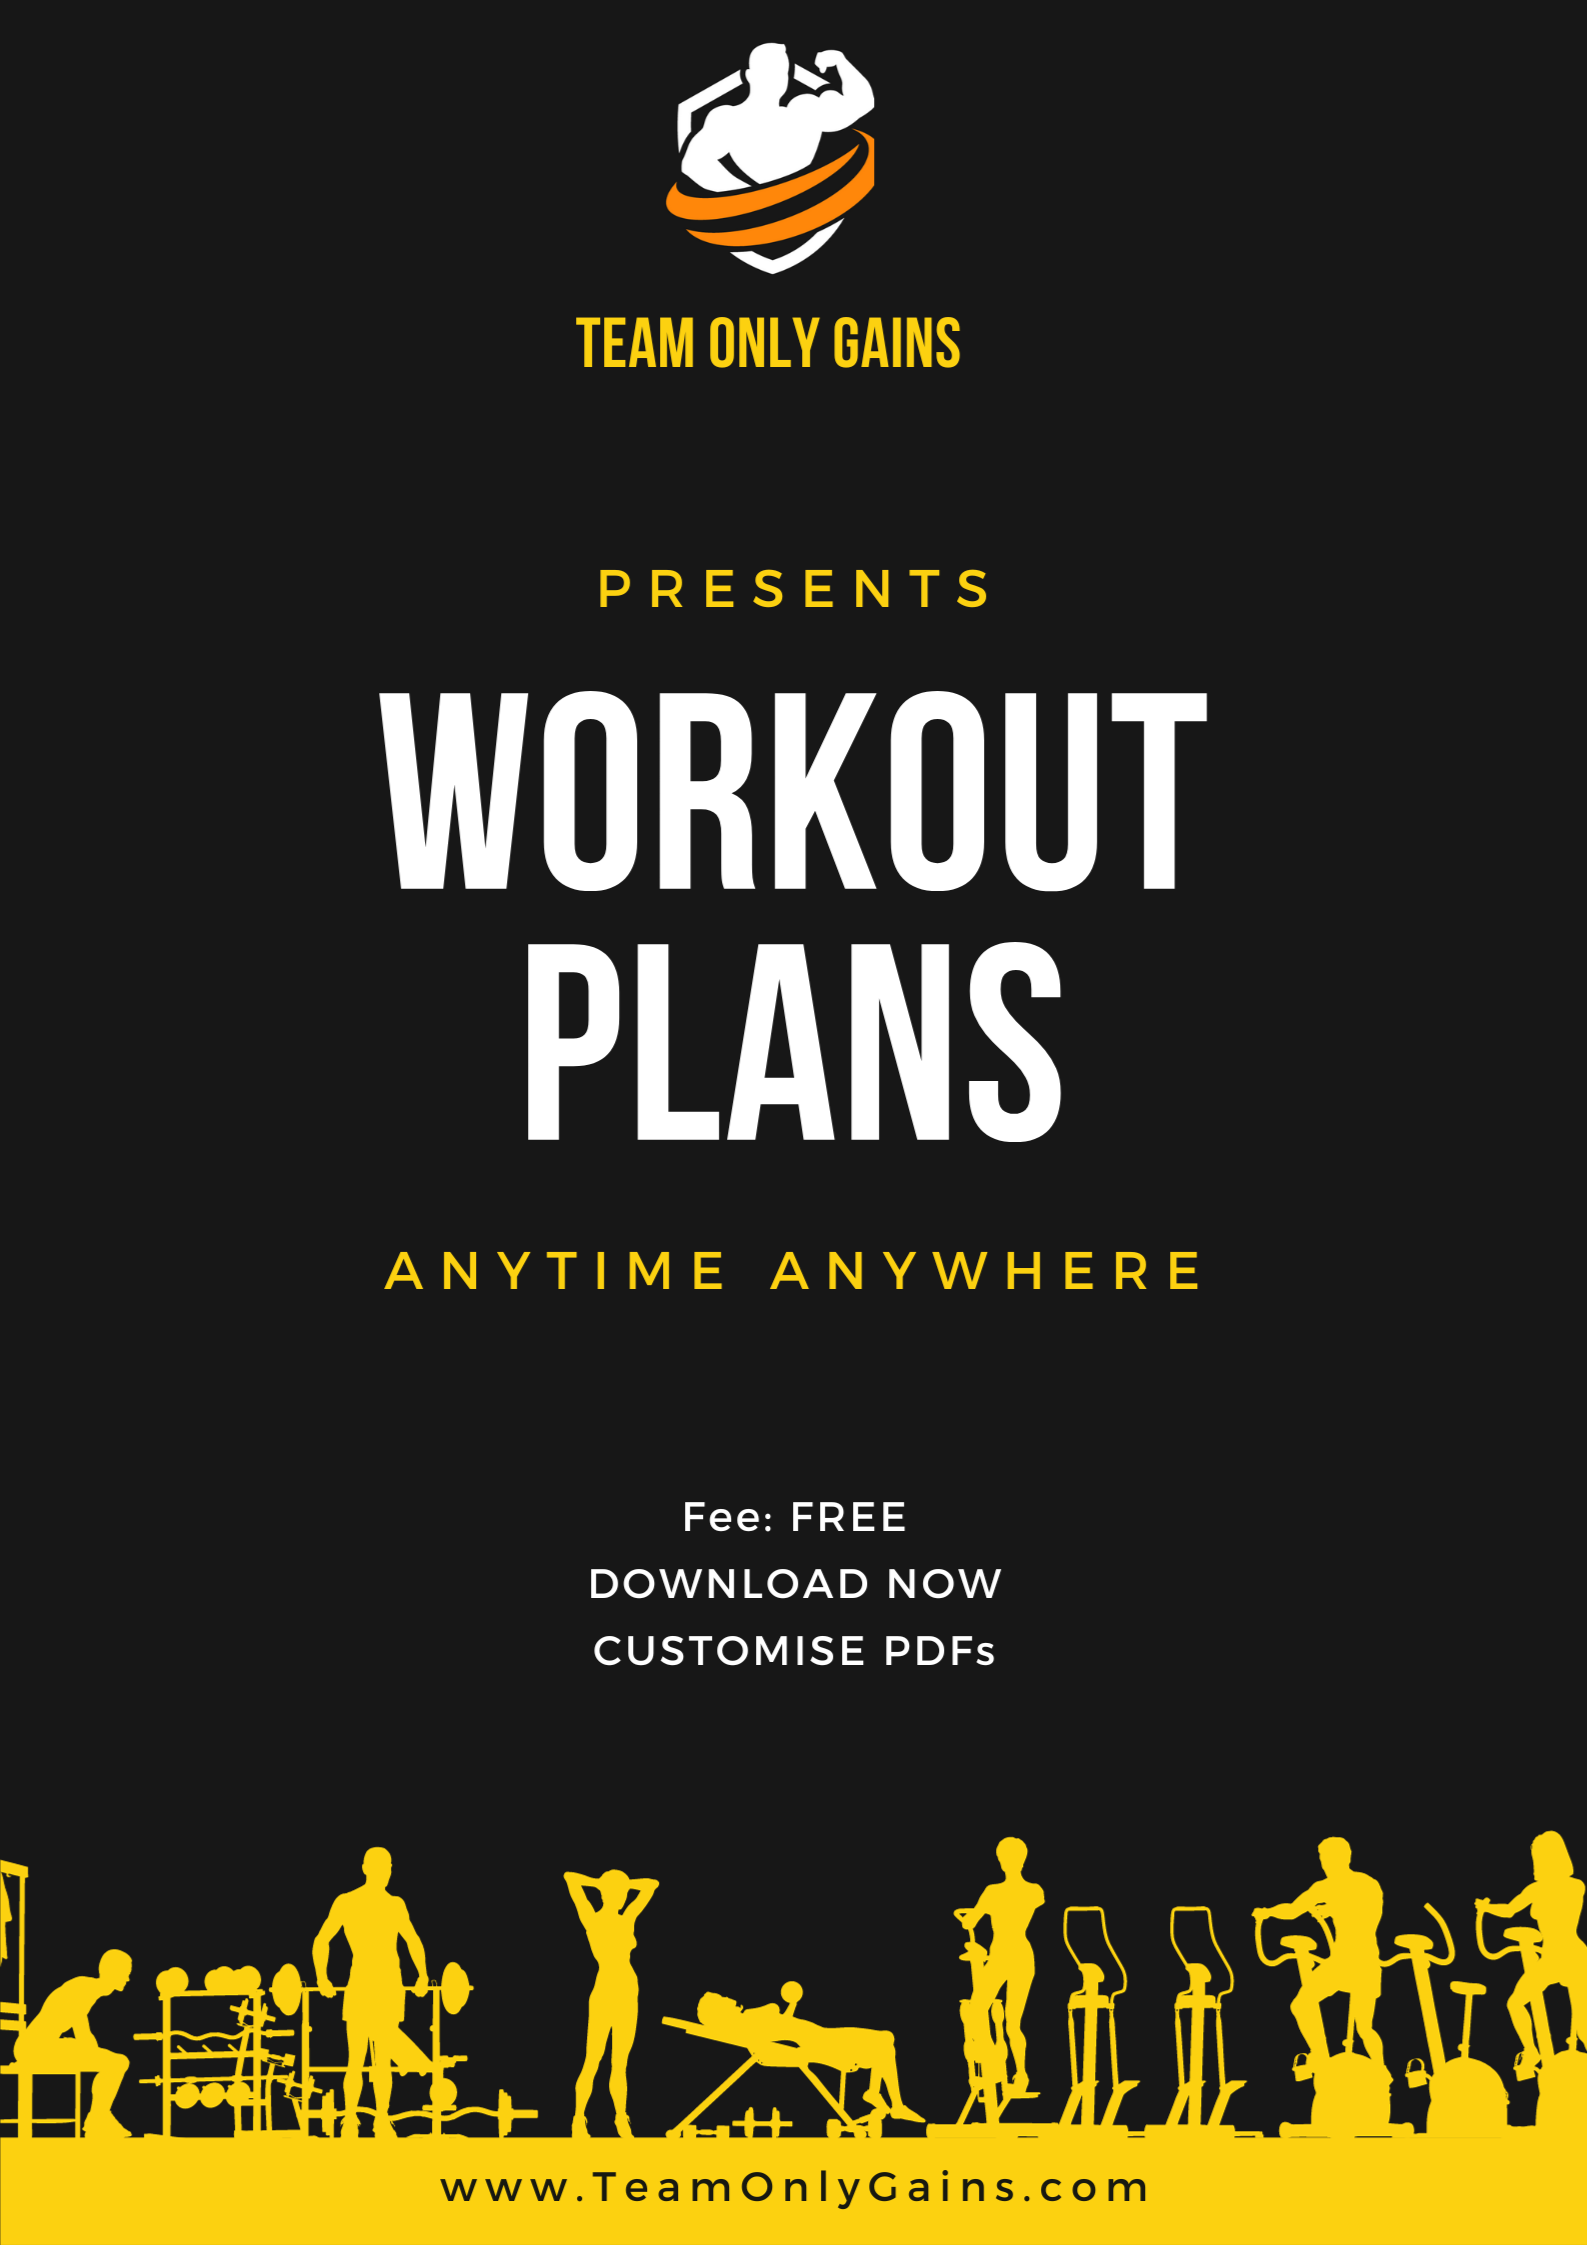 TEAM ONLY GAINS
PRESENTS
WORKOUT
PLANS
ANYTIME ANYWHERE
Fee: FREE
DOWNLOAD NOW
CUSTOMISE PDFs
www.TeamOnlyGains.com